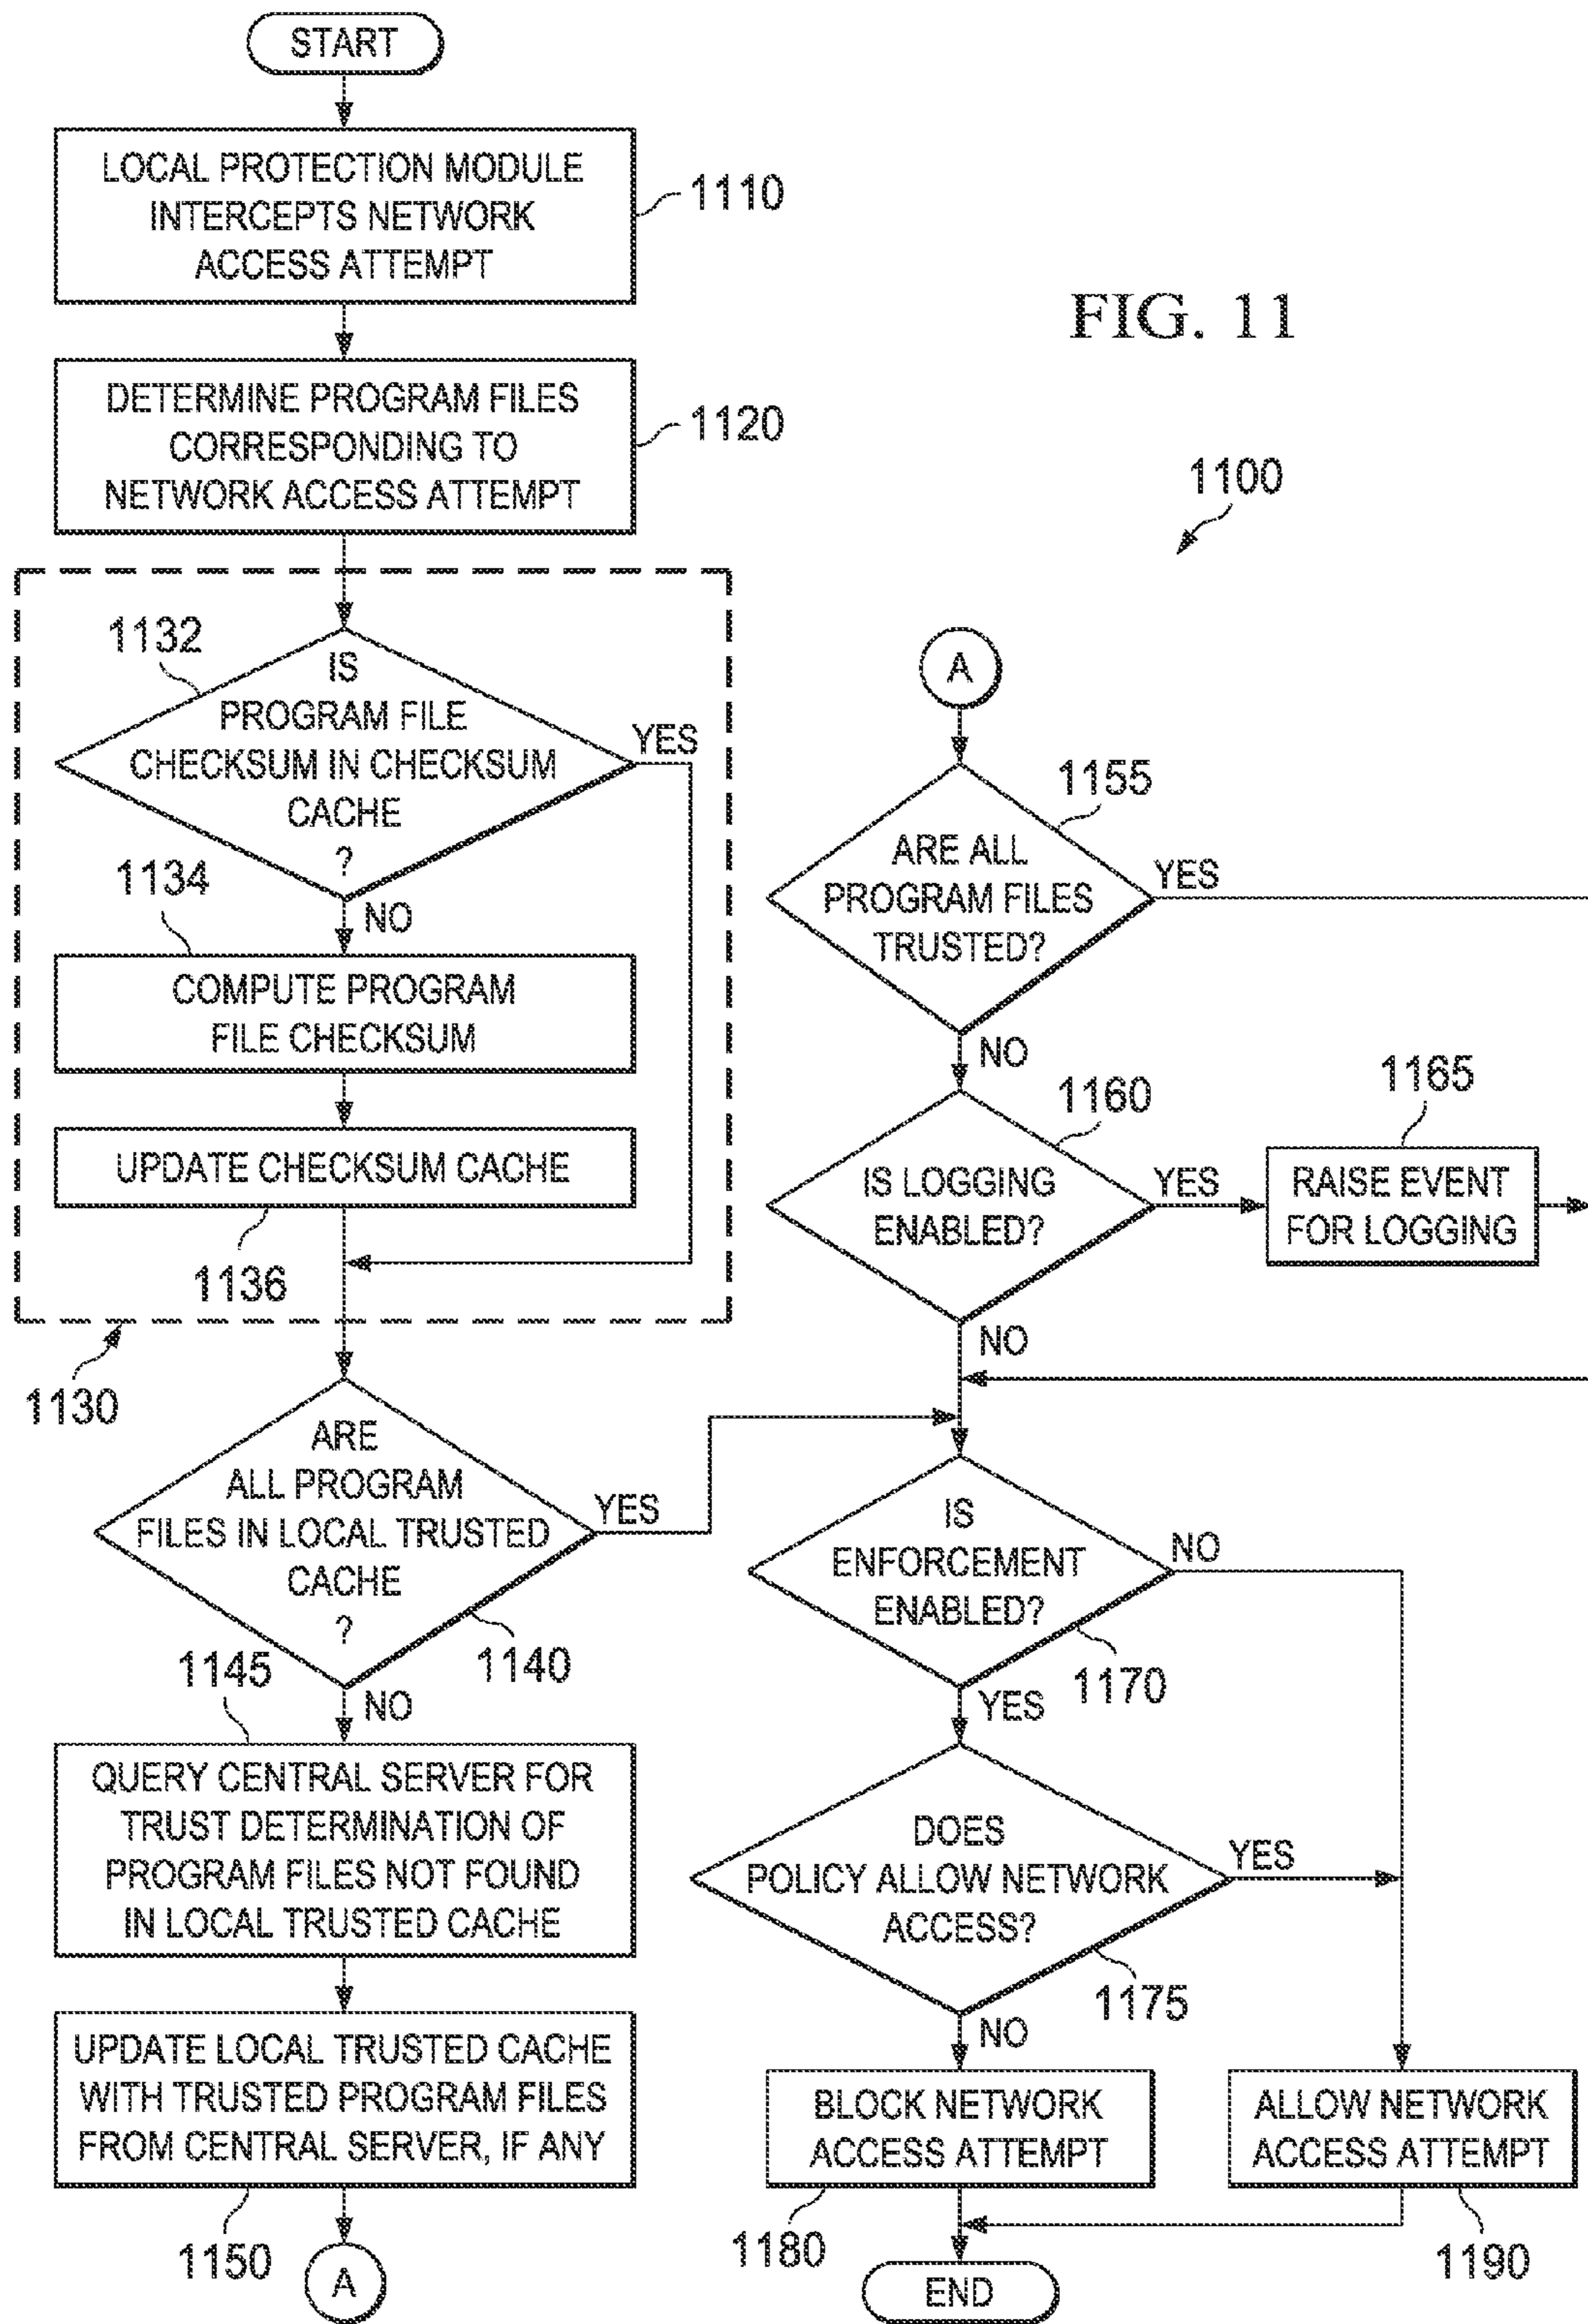 START
LOCAL PROTECTION MODULE
INTERCEPTS NETWORK
ACCESS ATTEMPT
1110
DETERMINE PROGRAM FILES
CORRESPONDING TO
NETWORK ACCESS ATTEMPT
1120
FIG. 11
1100
1132
IS
PROGRAM FILE
CHECKSUM IN CHECKSUM
CACHE
?
YES
NO
1134
COMPUTE PROGRAM
FILE CHECKSUM
UPDATE CHECKSUM CACHE
1136
1130
ARE
ALL PROGRAM
FILES IN LOCAL TRUSTED
CACHE
?
YES
1140
NO
1145
QUERY CENTRAL SERVER FOR
TRUST DETERMINATION OF
PROGRAM FILES NOT FOUND
IN LOCAL TRUSTED CACHE
UPDATE LOCAL TRUSTED CACHE
WITH TRUSTED PROGRAM FILES
FROM CENTRAL SERVER, IF ANY
1150
A
A
1155
ARE ALL
PROGRAM FILES
TRUSTED?
YES
NO
1160
IS LOGGING
ENABLED?
YES
1165
RAISE EVENT
FOR LOGGING
NO
IS
ENFORCEMENT
ENABLED?
NO
1170
YES
DOES
POLICY ALLOW NETWORK
ACCESS?
YES
1175
NO
BLOCK NETWORK
ACCESS ATTEMPT
1180
ALLOW NETWORK
ACCESS ATTEMPT
1190
END